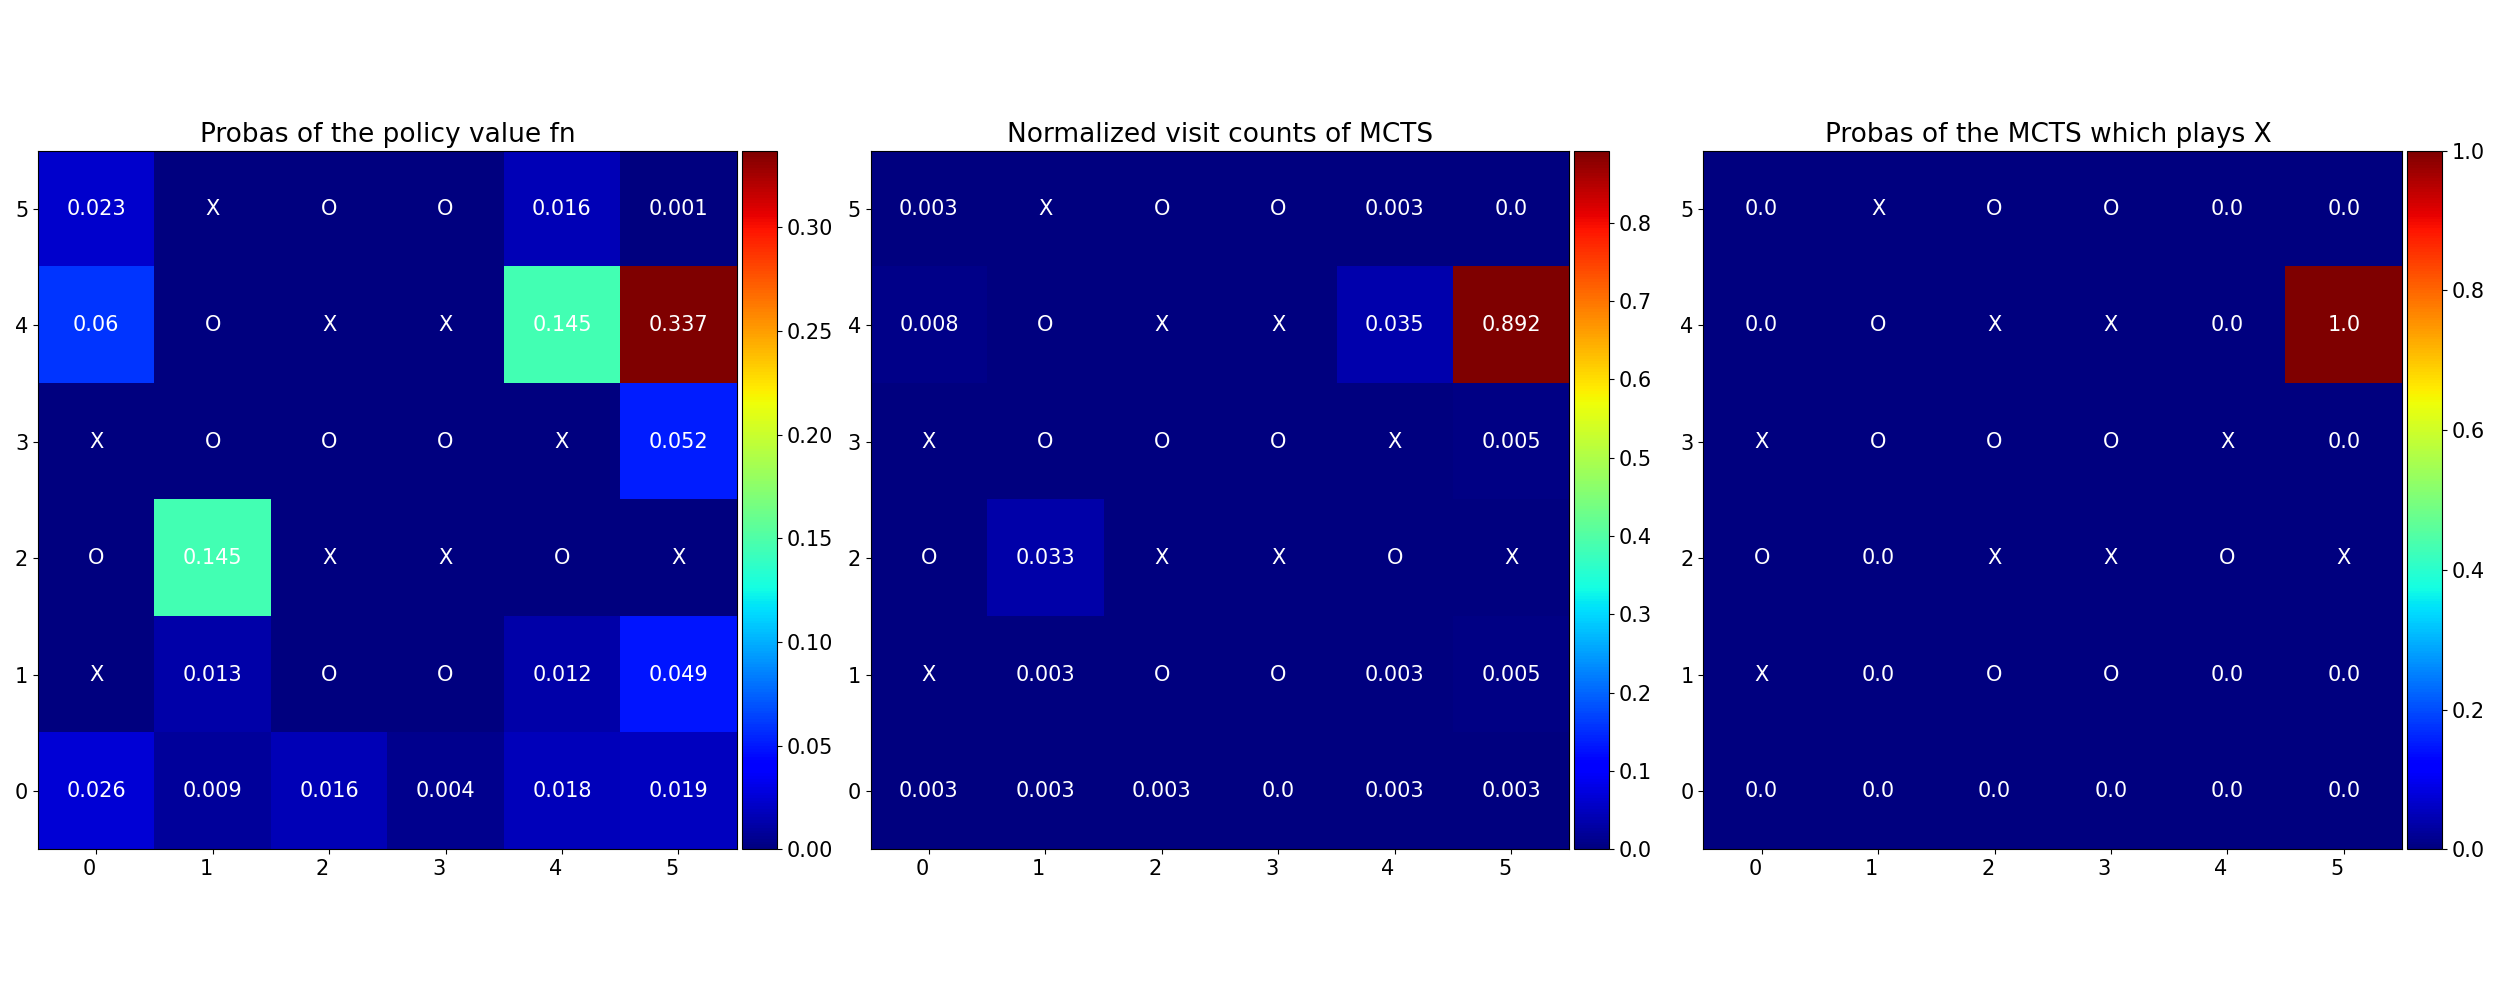 Probas of the policy value fn
5 0.023 X O O 0.016 0.001
4 0.06 O X X 0.145 0.337
3 X O O O X 0.052
2 O 0.145 X X O X
1 X 0.013 O O 0.012 0.049
0 0.026 0.009 0.016 0.004 0.018 0.019
0 1 2 3 4 5
0.30
0.25
0.20
0.15
0.10
0.05
0.00
Normalized visit counts of MCTS
5 0.003 X O O 0.003 0.0
4 0.008 O X X 0.035 0.892
3 X O O O X 0.005
2 O 0.033 X X O X
1 X 0.003 O O 0.003 0.005
0 0.003 0.003 0.003 0.0 0.003 0.003
0 1 2 3 4 5
0.8
0.7
0.6
0.5
0.4
0.3
0.2
0.1
0.0
Probas of the MCTS which plays X
5 0.0 X O O 0.0 0.0
4 0.0 O X X 0.0 1.0
3 X O O O X 0.0
2 O 0.0 X X O X
1 X 0.0 O O 0.0 0.0
0 0.0 0.0 0.0 0.0 0.0 0.0
0 1 2 3 4 5
1.0
0.8
0.6
0.4
0.2
0.0